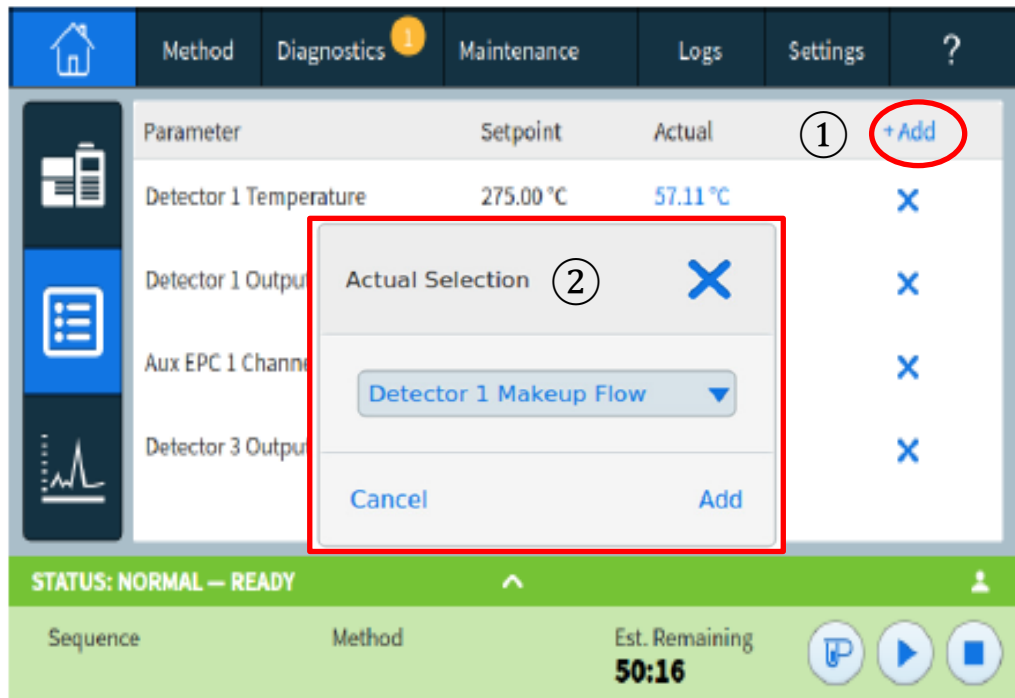 Method Diagnostics 1 Maintenance Logs Settings ?
Parameter Setpoint Actual ① + Add
Detector 1 Temperature 275.00 °C 57.11 °C
Actual Selection ②
Detector 1 Outpu
Aux EPC 1 Channe
Detector 1 Makeup Flow
Detector 3 Outpu
Cancel Add
STATUS: NORMAL — READY
Sequence Method Est. Remaining
50:16